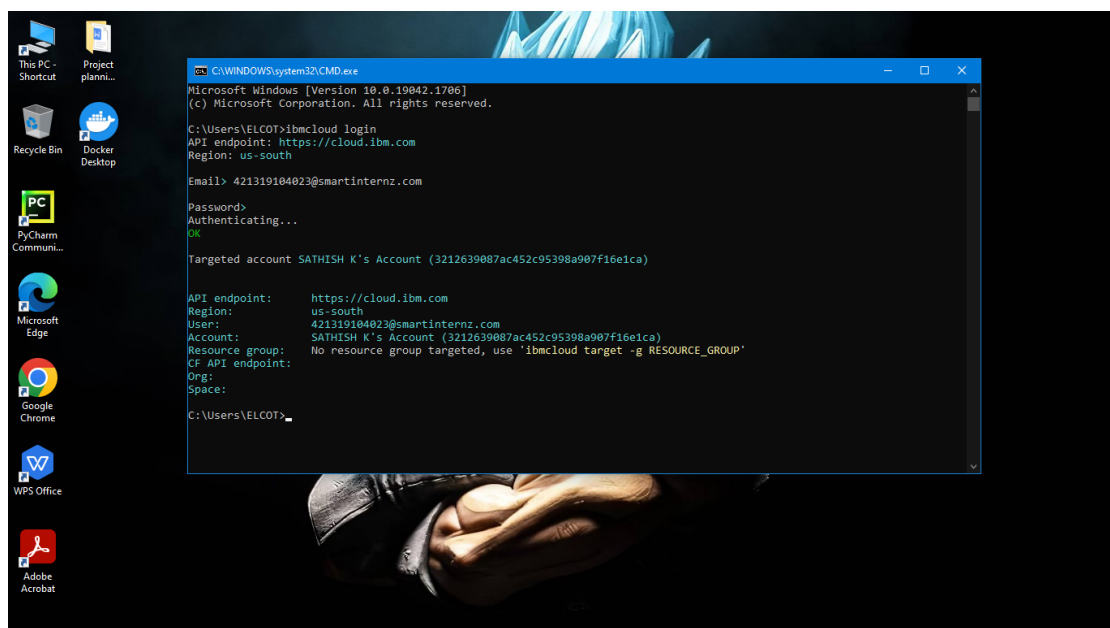 This PC -
Shortcut
Project
planni...
Recycle Bin
Docker
Desktop
PC
PyCharm
Communi...
Microsoft
Edge
Google
Chrome
WPS Office
Adobe
Acrobat
C:\WINDOWS\system32\CMD.exe
Microsoft Windows [Version 10.0.19042.1706]
(c) Microsoft Corporation. All rights reserved.
C:\Users\ELCOT>ibmcloud login
API endpoint: https://cloud.ibm.com
Region: us-south
Email> 421319104023@smartinternz.com
Password>
Authenticating...
OK
Targeted account SATHISH K's Account (3212639087ac452c95398a907f16e1ca)
API endpoint: https://cloud.ibm.com
Region: us-south
User: 421319104023@smartinternz.com
Account: SATHISH K's Account (3212639087ac452c95398a907f16e1ca)
Resource group: No resource group targeted, use 'ibmcloud target -g RESOURCE_GROUP'
CF API endpoint:
Org:
Space:
C:\Users\ELCOT>